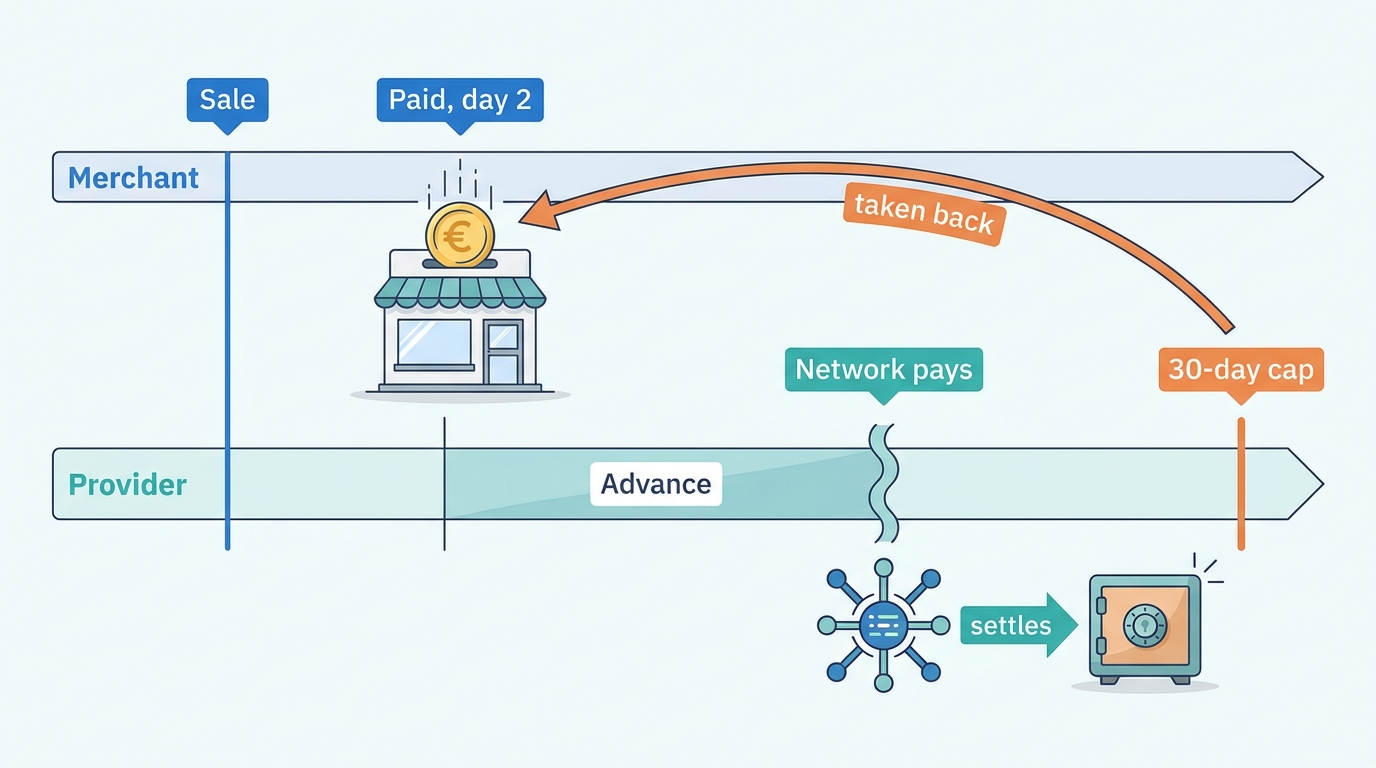 Sale
Paid, day 2
Merchant
€
taken back
Network pays
30-day cap
Provider
Advance
settles